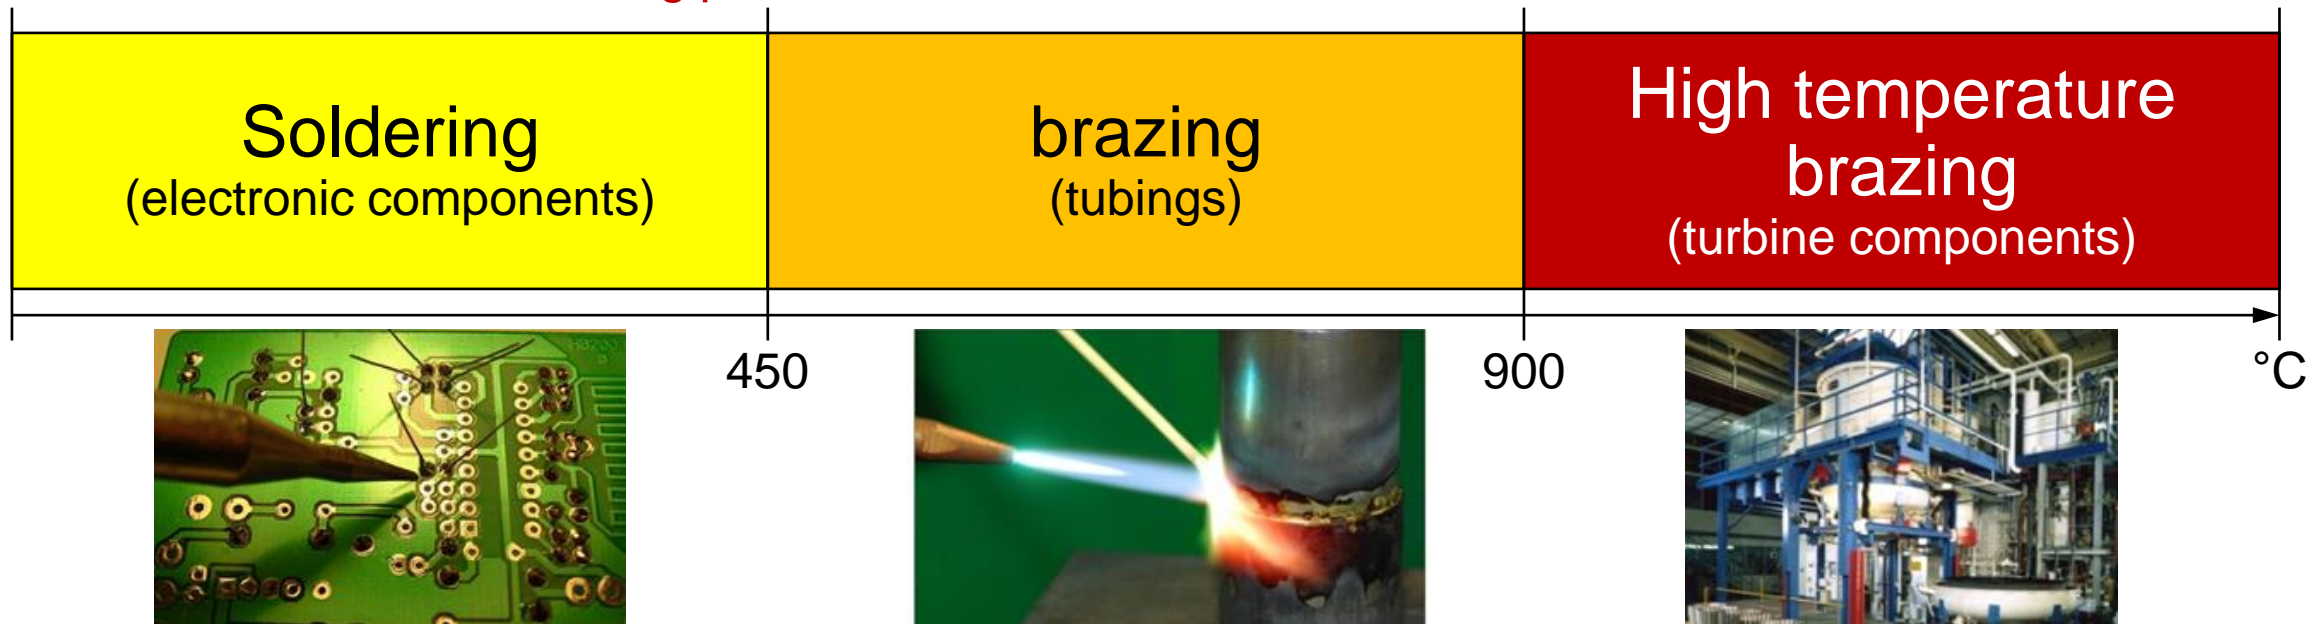 Soldering
(electronic components)
brazing
(tubings)
High temperature
brazing
(turbine components)
450
900
°C